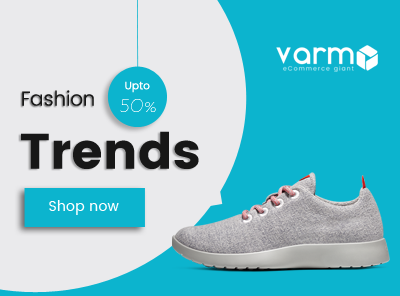 varm
eCommerce giant
Upto
50%
Fashion
Trends
Shop now